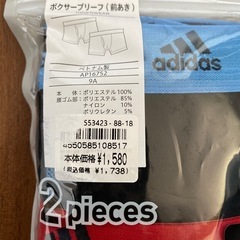 ボクサーブリーフ(前あき)
ベトナム製
AP16752
9A
本体:ポリエステル100%
腰ゴム部:ポリエステル 85%
ナイロン 10%
ポリウレタン 5%
553423-88-18
4550585108517
本体価格¥1,580
(税込価格 ¥1,738)
adidas
2 pieces